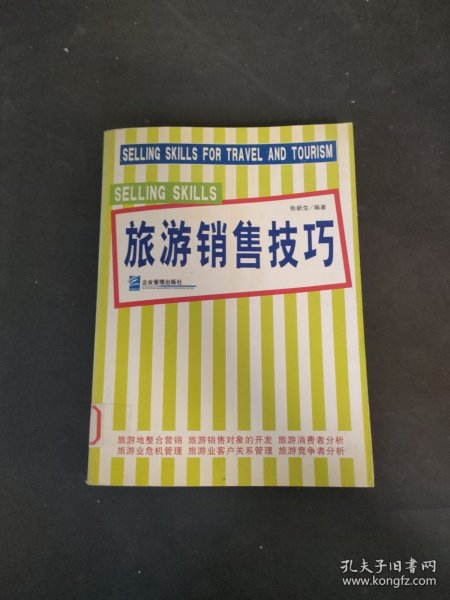 SELLING SKILLS FOR TRAVEL AND TOURISM
SELLING SKILLS
张新生/编著
旅游销售技巧
企业管理出版社
旅游地整合营销 旅游销售对象的开发 旅游消费者分析
旅游业危机管理 旅游业客户关系管理 旅游竞争者分析
孔夫子旧书网
www.kongfz.com